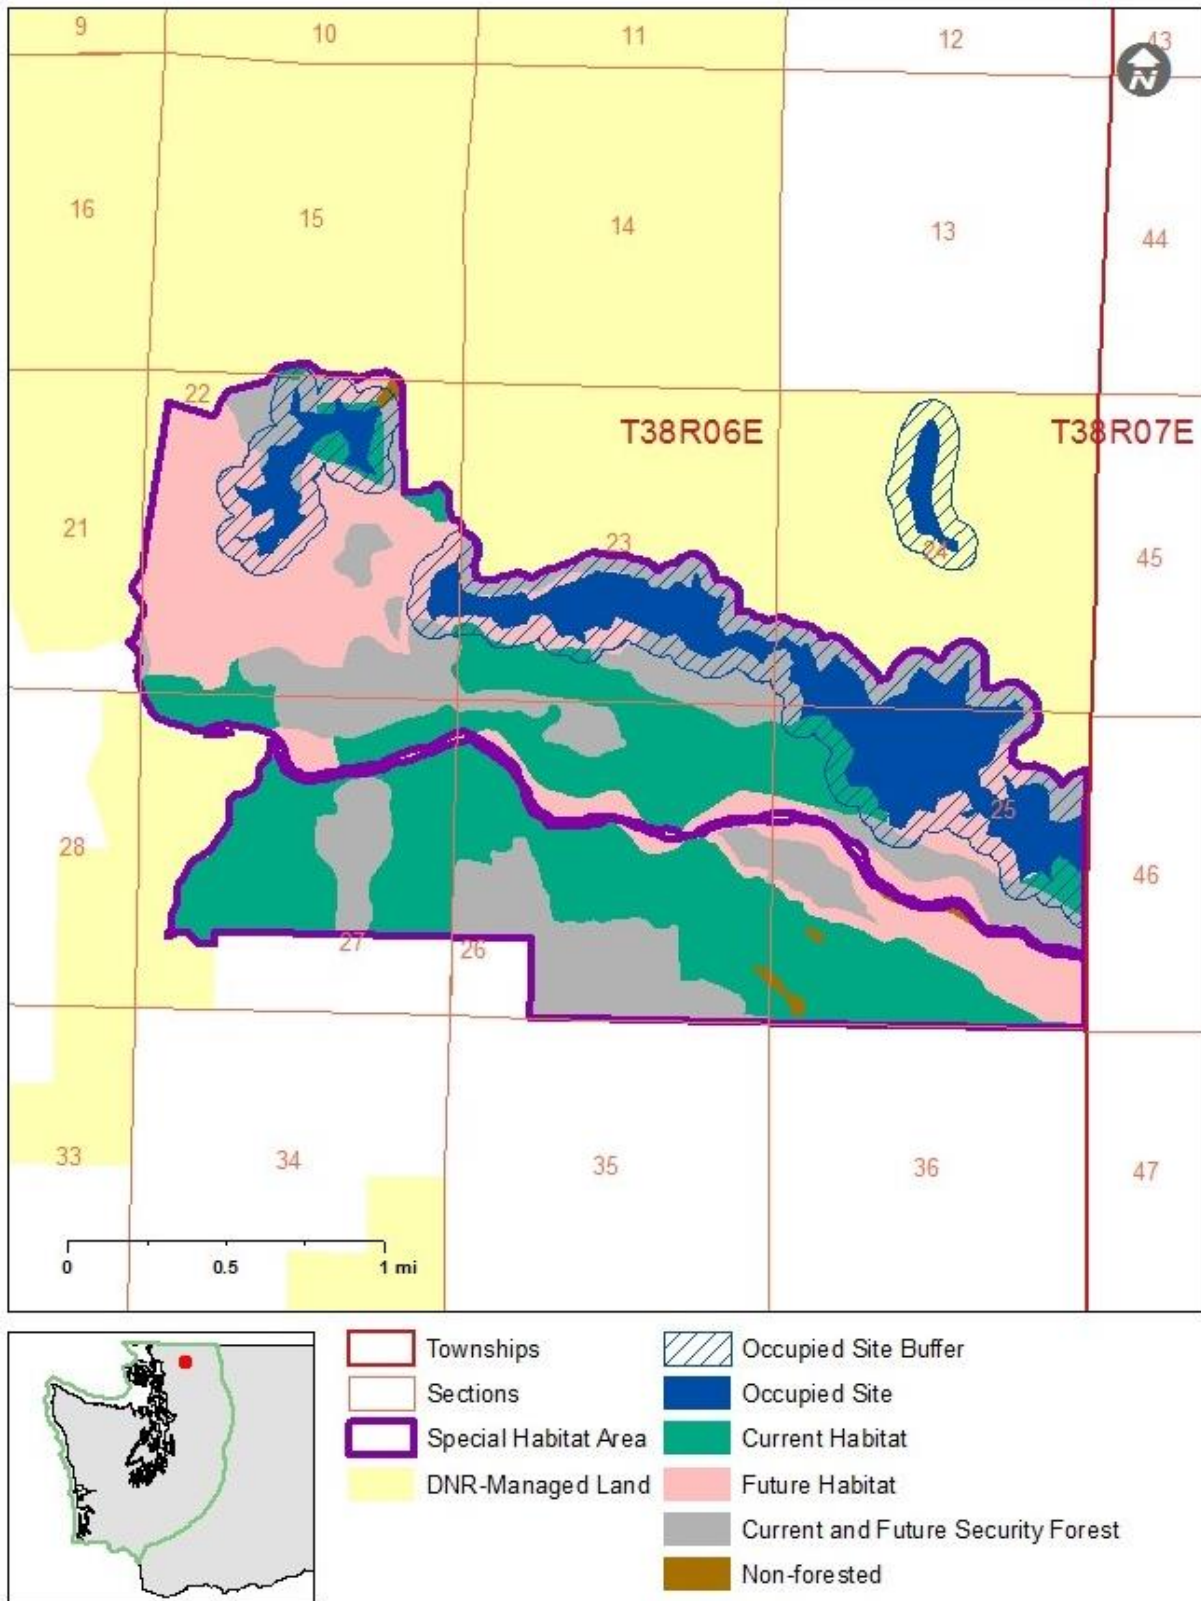 9 10 11 12 43
N
16 15 14 13 44
22
T38R06E T38R07E
21 23 24 45
28 25 46
27 26
33 34 35 36 47
0 0.5 1 mi
Townships
Sections
Special Habitat Area
DNR-Managed Land
Occupied Site Buffer
Occupied Site
Current Habitat
Future Habitat
Current and Future Security Forest
Non-forested